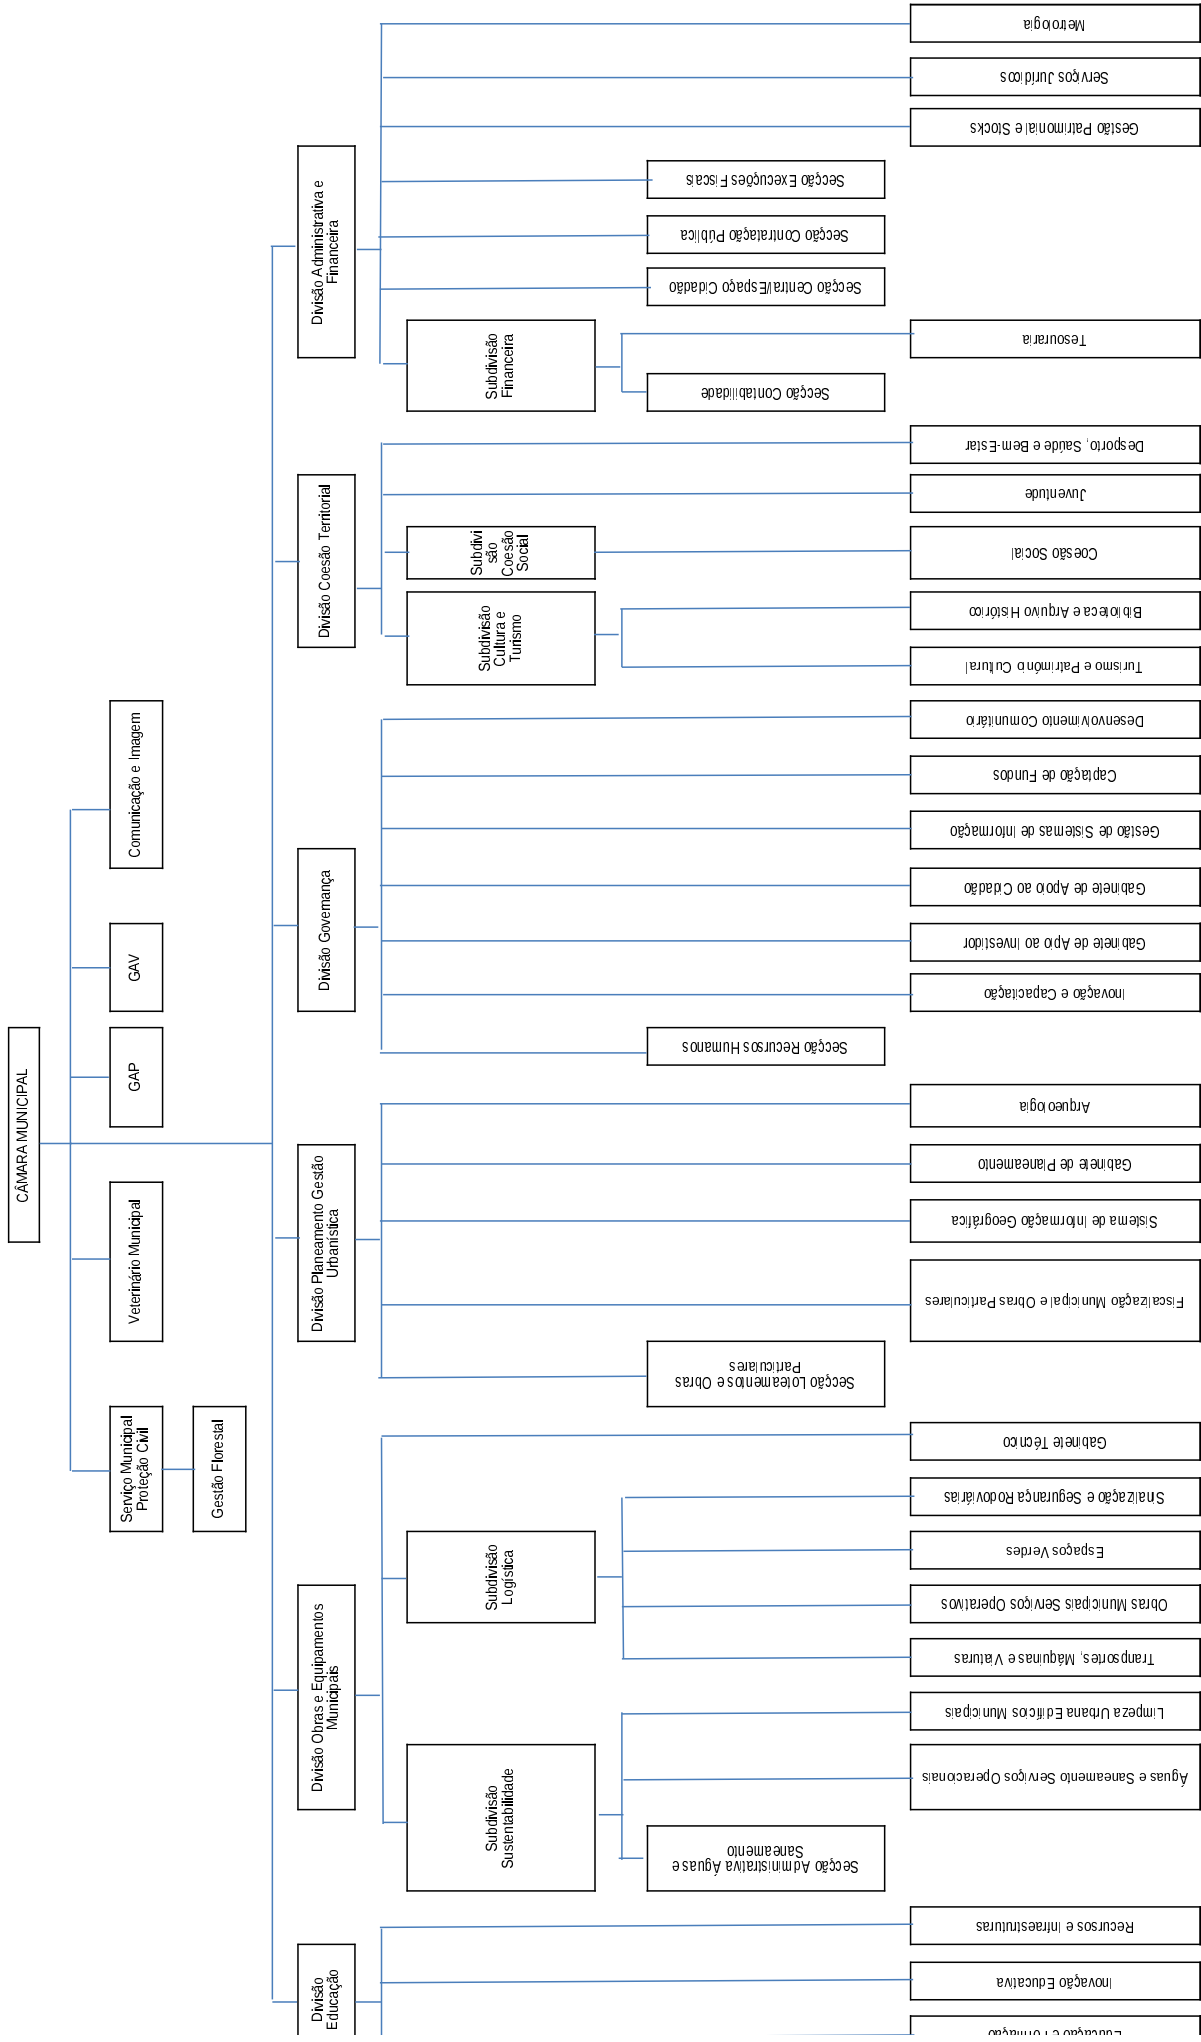 CÂMARA MUNICIPAL
Comunicação e Imagem
GAV
GAP
Veterinário Municipal
Serviço Municipal
Proteção Civil
Gestão Florestal
Divisão Administrativa e
Financeira
Metrologia
Serviços Jurídicos
Gestão Patrimonial e Stocks
Secção Execuções Fiscais
Secção Contratação Pública
Secção Central/Espaço Cidadão
Subdivisão
Financeira
Tesouraria
Secção Contabilidade
Divisão Coesão Territorial
Desporto, Saúde e Bem-Estar
Juventude
Subdivi
são
Coesão
Social
Coesão Social
Subdivisão
Cultura e
Turismo
Biblioteca e Arquivo Histórico
Turismo e Património Cultural
Divisão Governança
Desenvolvimento Comunitário
Captação de Fundos
Gestão de Sistemas de Informação
Gabinete de Apoio ao Cidadão
Gabinete de Apio ao Investidor
Inovação e Capacitação
Secção Recursos Humanos
Divisão Planeamento Gestão
Urbanística
Arqueologia
Gabinete de Planeamento
Sistema de Informação Geográfica
Fiscalização Municipal e Obras Particulares
Secção Loteamentos e Obras
Particulares
Divisão Obras e Equipamentos
Municipais
Gabinete Técnico
Subdivisão
Logística
Sinalização e Segurança Rodoviárias
Espaços Verdes
Obras Municipais Serviços Operativos
Tranportes, Máquinas e Viaturas
Subdivisão
Sustentabilidade
Limpeza Urbana Edifícios Municipais
Águas e Saneamento Serviços Operacionais
Secção Administrativa Águas e
Saneamento
Divisão
Educação
Recursos e Infraestruturas
Inovação Educativa
Educação e Formação